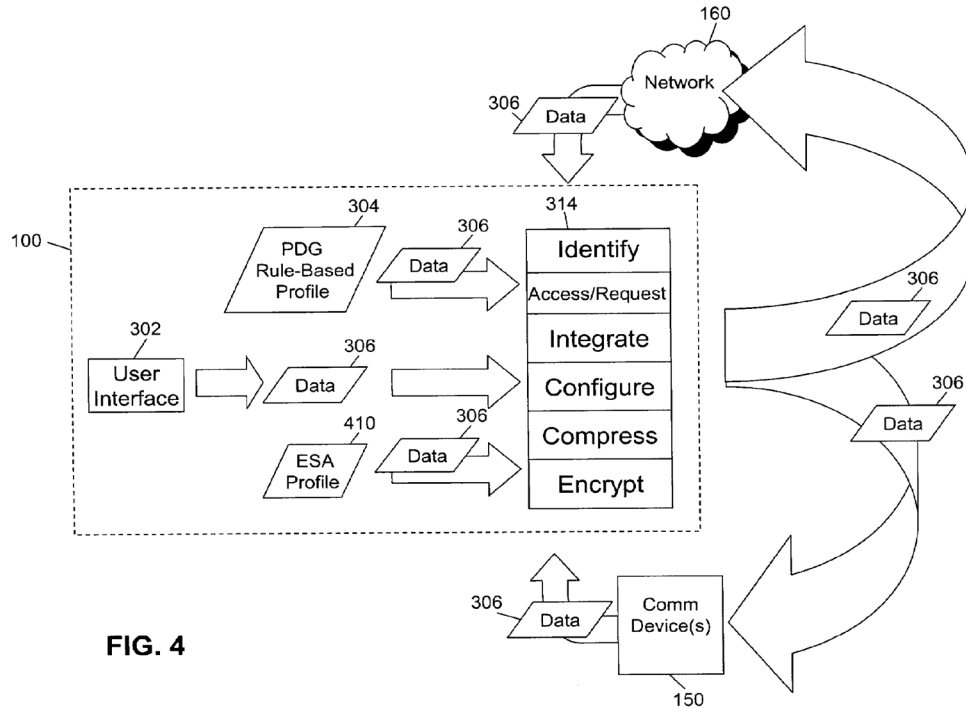 160
Network
306
Data
304
314
100
PDG
Rule-Based
Profile
306
Data
Identify
Access/Request
Integrate
Configure
Compress
Encrypt
302
User
Interface
306
Data
410
ESA
Profile
306
Data
306
Data
306
Data
306
Data
Comm
Device(s)
150
FIG. 4